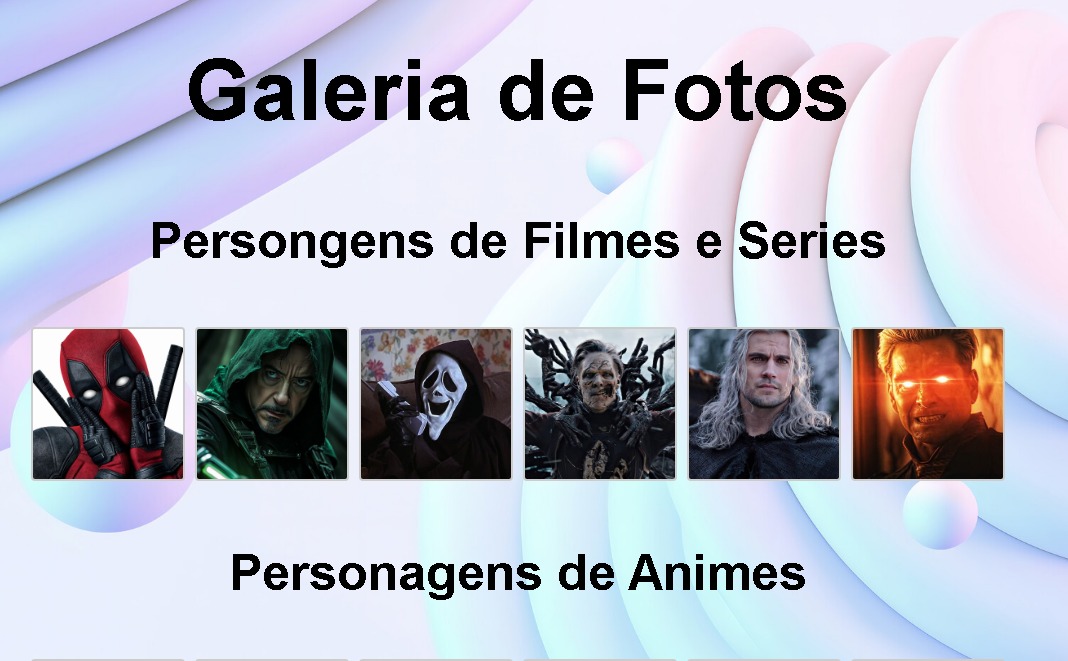 Galeria de Fotos
Persongens de Filmes e Series
Personagens de Animes